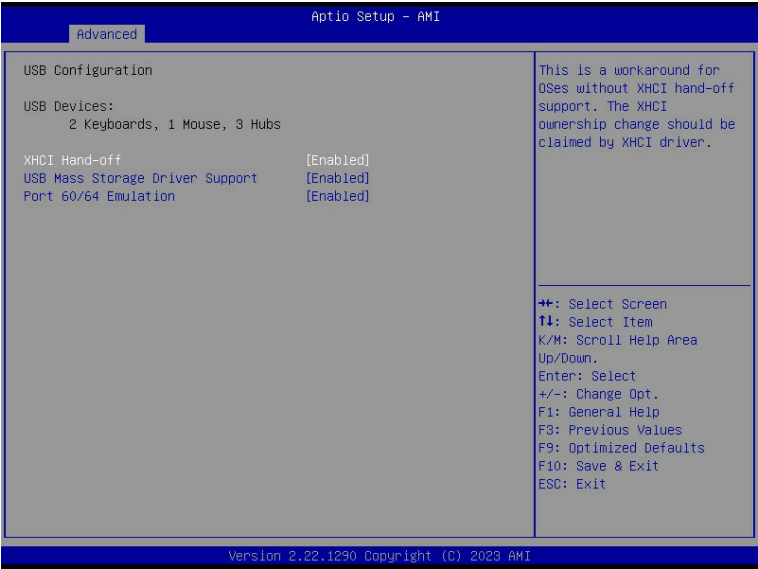 Aptio Setup – AMI
Advanced
USB Configuration
USB Devices:
2 Keyboards, 1 Mouse, 3 Hubs
XHCI Hand-off [Enabled]
USB Mass Storage Driver Support [Enabled]
Port 60/64 Emulation [Enabled]
This is a workaround for
OSes without XHCI hand-off
support. The XHCI
ownership change should be
claimed by XHCI driver.
→←: Select Screen
↑↓: Select Item
K/M: Scroll Help Area
Up/Down.
Enter: Select
+/-: Change Opt.
F1: General Help
F3: Previous Values
F9: Optimized Defaults
F10: Save & Exit
ESC: Exit
Version 2.22.1290 Copyright (C) 2023 AMI